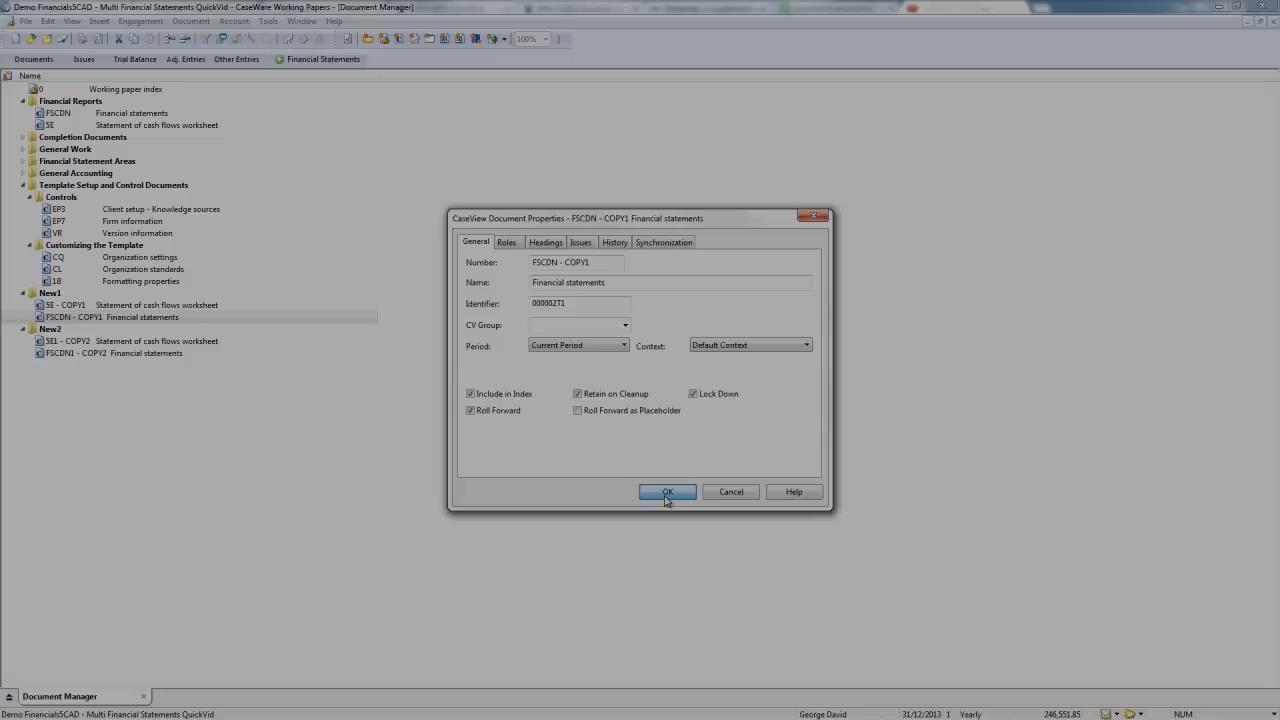 Demo Financials5CAD - Multi Financial Statements QuickVid - CaseWare Working Papers - [Document Manager]
File Edit View Insert Engagement Document Account Tools Window Help
100%
Documents Issues Trial Balance Adj. Entries Other Entries Financial Statements
Name
0 Working paper index
Financial Reports
FSCDN Financial statements
5E Statement of cash flows worksheet
Completion Documents
General Work
Financial Statement Areas
General Accounting
Template Setup and Control Documents
Controls
EP3 Client setup - Knowledge sources
EP7 Firm information
VR Version information
Customizing the Template
CQ Organization settings
CL Organization standards
1B Formatting properties
New1
5E - COPY1 Statement of cash flows worksheet
FSCDN - COPY1 Financial statements
New2
5E1 - COPY2 Statement of cash flows worksheet
FSCDN1 - COPY2 Financial statements
CaseView Document Properties - FSCDN - COPY1 Financial statements
General Roles Headings Issues History Synchronization
Number: FSCDN - COPY1
Name: Financial statements
Identifier: 000002T1
CV Group:
Period: Current Period Context: Default Context
Include in Index Retain on Cleanup Lock Down
Roll Forward Roll Forward as Placeholder
OK Cancel Help
Document Manager
Demo Financials5CAD - Multi Financial Statements QuickVid George David 31/12/2013 1 Yearly 246,551.85 NUM